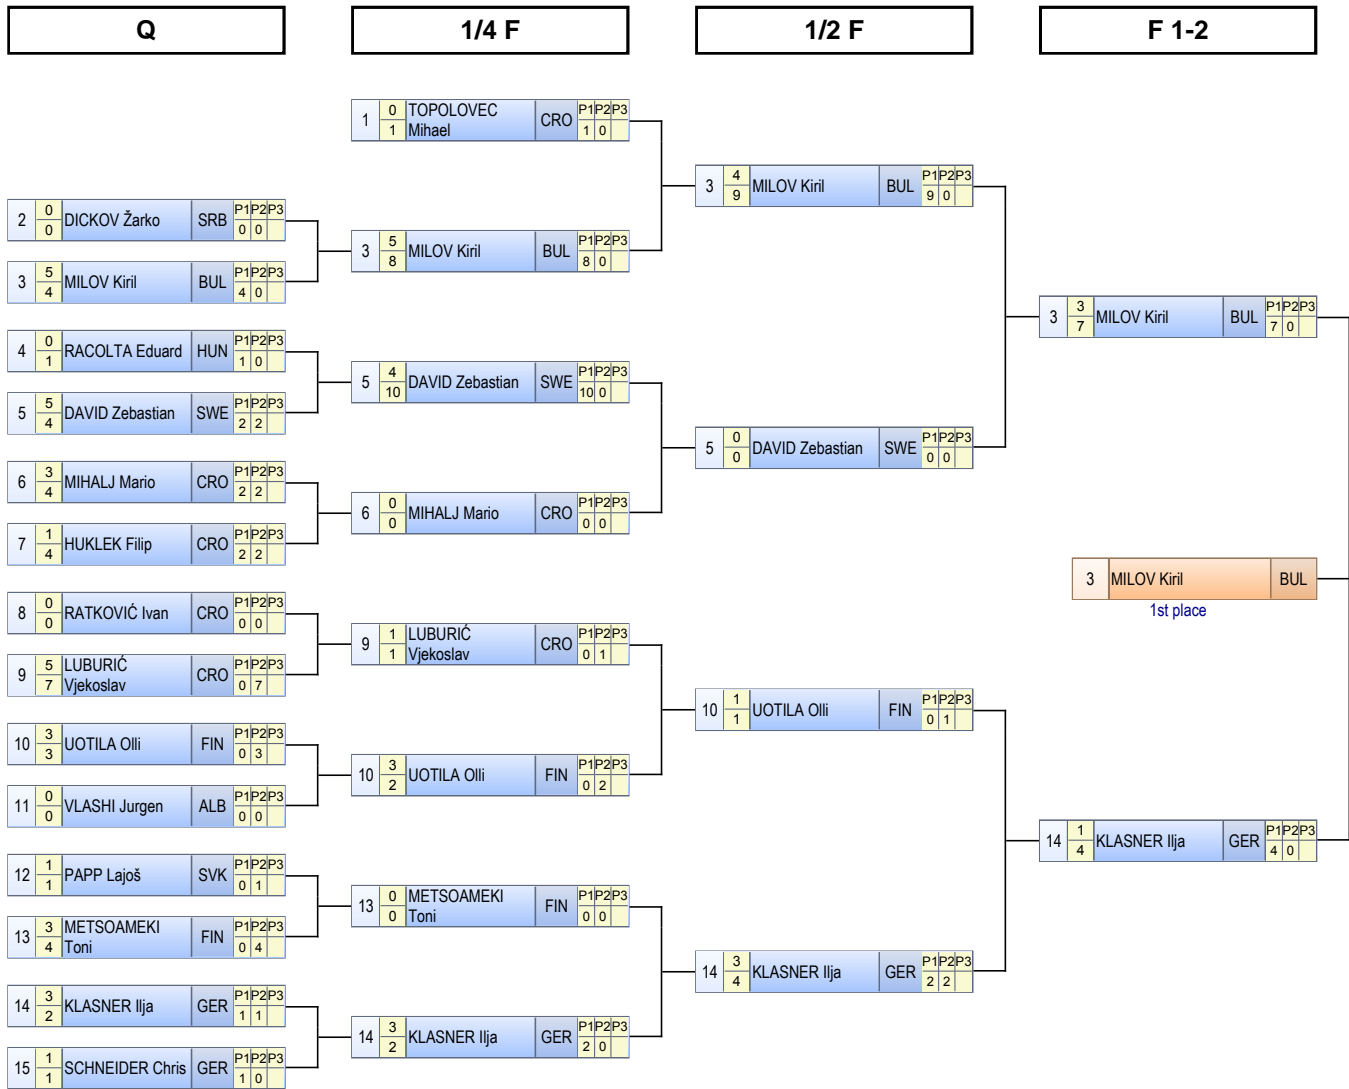 Q
1/4 F
1/2 F
F 1-2
1 0 1 TOPOLOVEC Mihael CRO P1 P2 P3 1 0
2 0 0 DICKOV Žarko SRB P1 P2 P3 0 0
3 5 4 MILOV Kiril BUL P1 P2 P3 4 0
4 0 1 RACOLTA Eduard HUN P1 P2 P3 1 0
5 5 4 DAVID Zebastian SWE P1 P2 P3 2 2
6 3 4 MIHALJ Mario CRO P1 P2 P3 2 2
7 1 4 HUKLEK Filip CRO P1 P2 P3 2 2
8 0 0 RATKOVIĆ Ivan CRO P1 P2 P3 0 0
9 5 7 LUBURIĆ Vjekoslav CRO P1 P2 P3 0 7
10 3 3 UOTILA Olli FIN P1 P2 P3 0 3
11 0 0 VLASHI Jurgen ALB P1 P2 P3 0 0
12 1 1 PAPP Lajoš SVK P1 P2 P3 0 1
13 3 4 METSOAMEKI Toni FIN P1 P2 P3 0 4
14 3 2 KLASNER Ilja GER P1 P2 P3 1 1
15 1 1 SCHNEIDER Chris GER P1 P2 P3 1 0
3 5 8 MILOV Kiril BUL P1 P2 P3 8 0
5 4 10 DAVID Zebastian SWE P1 P2 P3 10 0
6 0 0 MIHALJ Mario CRO P1 P2 P3 0 0
9 1 1 LUBURIĆ Vjekoslav CRO P1 P2 P3 0 1
10 3 2 UOTILA Olli FIN P1 P2 P3 0 2
13 0 0 METSOAMEKI Toni FIN P1 P2 P3 0 0
14 3 2 KLASNER Ilja GER P1 P2 P3 2 0
3 4 9 MILOV Kiril BUL P1 P2 P3 9 0
5 0 0 DAVID Zebastian SWE P1 P2 P3 0 0
10 1 1 UOTILA Olli FIN P1 P2 P3 0 1
14 3 4 KLASNER Ilja GER P1 P2 P3 2 2
3 3 7 MILOV Kiril BUL P1 P2 P3 7 0
3 MILOV Kiril BUL
1st place
14 1 4 KLASNER Ilja GER P1 P2 P3 4 0